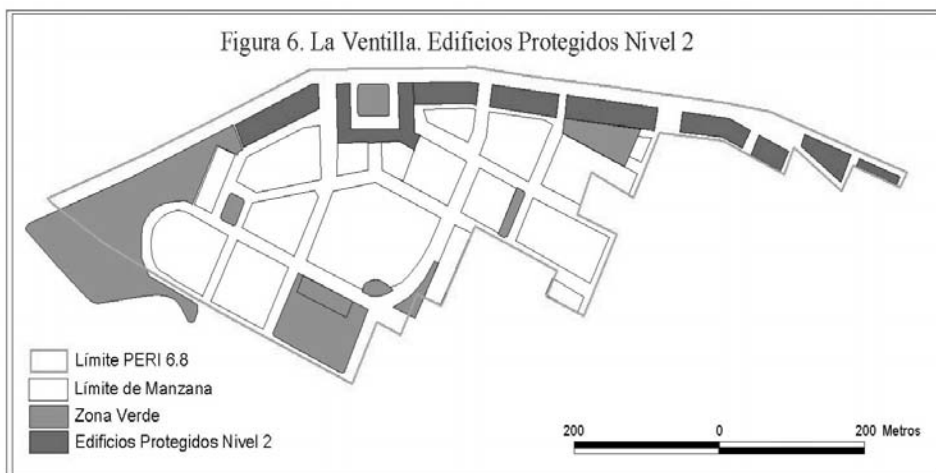 Figura 6. La Ventilla. Edificios Protegidos Nivel 2
Límite PERI 6.8
Límite de Manzana
Zona Verde
Edificios Protegidos Nivel 2
200 0 200 Metros